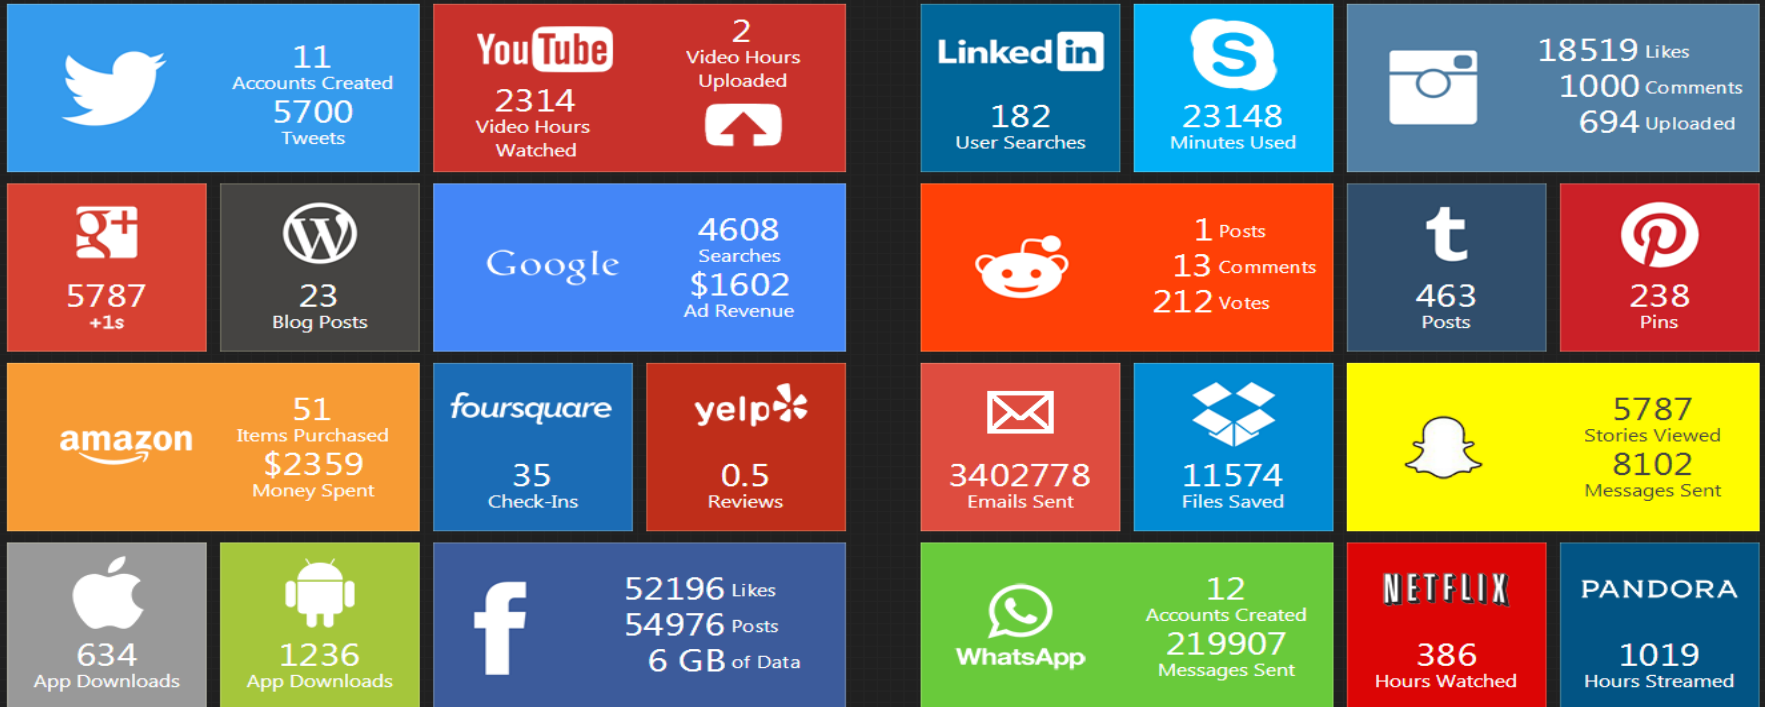 11
Accounts Created
5700
Tweets
YouTube
2314
Video Hours
Watched
2
Video Hours
Uploaded
Linked in
182
User Searches
S
23148
Minutes Used
18519 Likes
1000 Comments
694 Uploaded
g+
5787
+1s
W
23
Blog Posts
Google
4608
Searches
$1602
Ad Revenue
1 Posts
13 Comments
212 Votes
t
463
Posts
P
238
Pins
amazon
51
Items Purchased
$2359
Money Spent
foursquare
35
Check-Ins
yelp
0.5
Reviews
3402778
Emails Sent
11574
Files Saved
5787
Stories Viewed
8102
Messages Sent
634
App Downloads
1236
App Downloads
f
52196 Likes
54976 Posts
6 GB of Data
WhatsApp
12
Accounts Created
219907
Messages Sent
NETFLIX
386
Hours Watched
PANDORA
1019
Hours Streamed